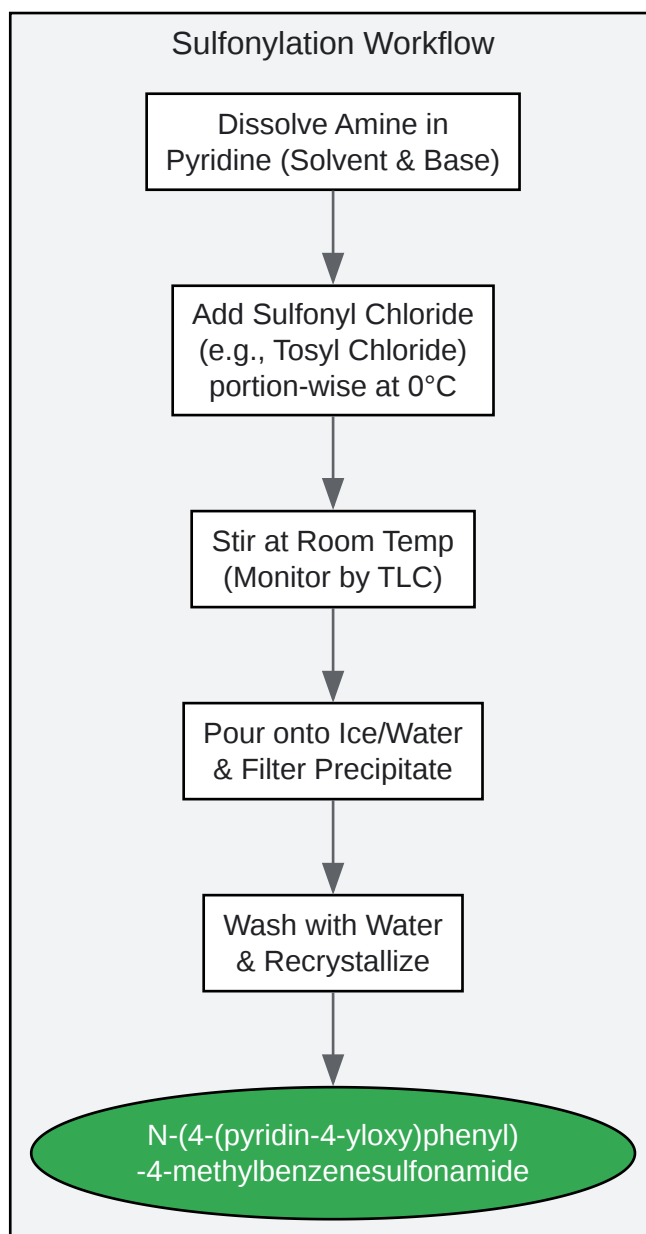 Sulfonylation Workflow
Dissolve Amine in
Pyridine (Solvent & Base)
Add Sulfonyl Chloride
(e.g., Tosyl Chloride)
portion-wise at 0°C
Stir at Room Temp
(Monitor by TLC)
Pour onto Ice/Water
& Filter Precipitate
Wash with Water
& Recrystallize
N-(4-(pyridin-4-yloxy)phenyl)
-4-methylbenzenesulfonamide